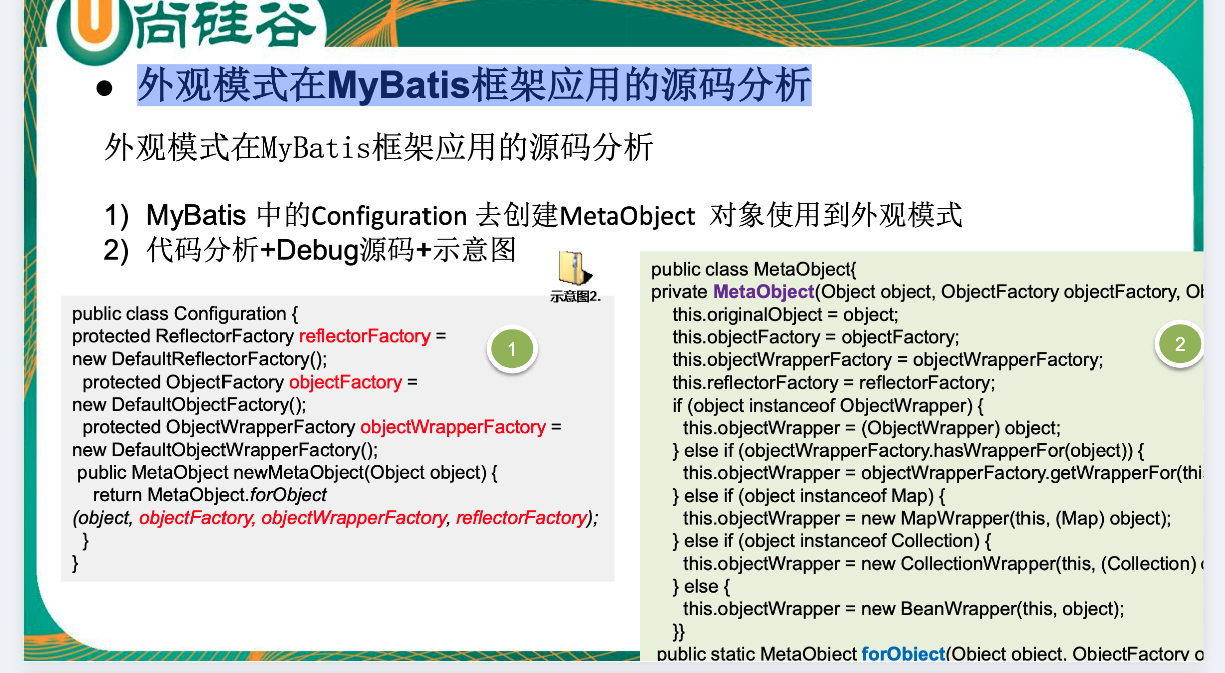 尚硅谷
外观模式在MyBatis框架应用的源码分析
外观模式在MyBatis框架应用的源码分析
1) MyBatis 中的Configuration 去创建MetaObject 对象使用到外观模式
2) 代码分析+Debug源码+示意图
示意图2.
public class Configuration {
protected ReflectorFactory reflectorFactory =
new DefaultReflectorFactory();
protected ObjectFactory objectFactory =
new DefaultObjectFactory();
protected ObjectWrapperFactory objectWrapperFactory =
new DefaultObjectWrapperFactory();
public MetaObject newMetaObject(Object object) {
return MetaObject.forObject
(object, objectFactory, objectWrapperFactory, reflectorFactory);
}
}
1
public class MetaObject{
private MetaObject(Object object, ObjectFactory objectFactory,
this.originalObject = object;
this.objectFactory = objectFactory;
this.objectWrapperFactory = objectWrapperFactory;
this.reflectorFactory = reflectorFactory;
if (object instanceof ObjectWrapper) {
this.objectWrapper = (ObjectWrapper) object;
} else if (objectWrapperFactory.hasWrapperFor(object)) {
this.objectWrapper = objectWrapperFactory.getWrapperFor(thi
} else if (object instanceof Map) {
this.objectWrapper = new MapWrapper(this, (Map) object);
} else if (object instanceof Collection) {
this.objectWrapper = new CollectionWrapper(this, (Collection)
} else {
this.objectWrapper = new BeanWrapper(this, object);
}}
public static MetaObject forObject(Object object, ObjectFactory
2